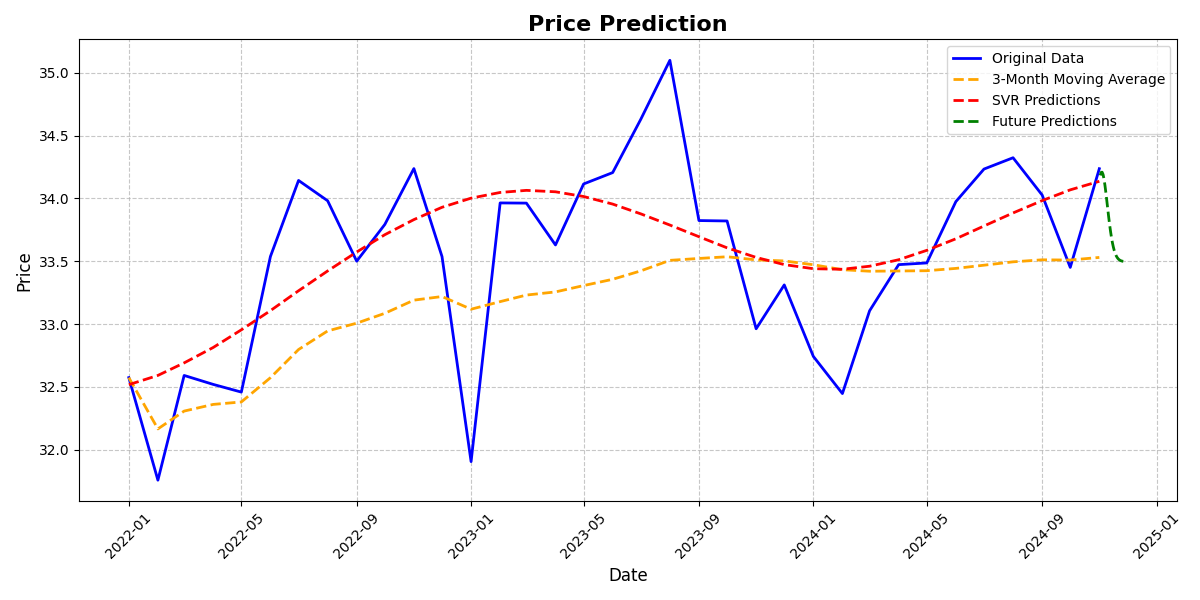 Price Prediction
Original Data
3-Month Moving Average
SVR Predictions
Future Predictions
Price
35.0
34.5
34.0
33.5
33.0
32.5
32.0
2022-01
2022-05
2022-09
2023-01
2023-05
2023-09
2024-01
2024-05
2024-09
2025-01
Date